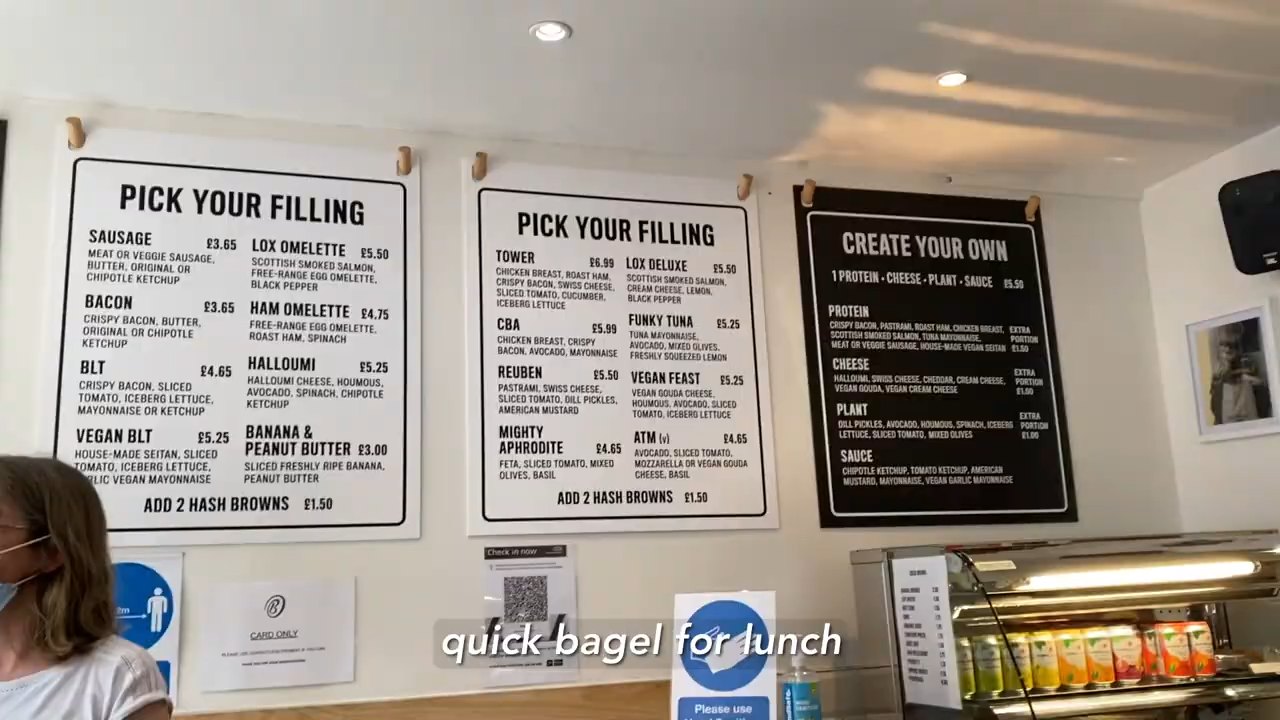 PICK YOUR FILLING
SAUSAGE £3.65
MEAT OR VEGGIE SAUSAGE,
BUTTER, ORIGINAL OR
CHIPOTLE KETCHUP
BACON £3.65
CRISPY BACON, BUTTER,
ORIGINAL OR CHIPOTLE
KETCHUP
BLT £4.65
CRISPY BACON, SLICED
TOMATO, ICEBERG LETTUCE,
MAYONNAISE OR KETCHUP
VEGAN BLT £5.25
HOUSE-MADE SEITAN, SLICED
TOMATO, ICEBERG LETTUCE,
VEGAN MAYONNAISE
LOX OMELETTE £5.50
SCOTTISH SMOKED SALMON,
FREE-RANGE EGG OMELETTE,
BLACK PEPPER
HAM OMELETTE £4.75
FREE-RANGE EGG OMELETTE,
ROAST HAM, SPINACH
HALLOUMI £5.25
HALLOUMI CHEESE, HOUMOUS,
AVOCADO, SPINACH, CHIPOTLE
KETCHUP
BANANA &
PEANUT BUTTER £3.00
SLICED FRESHLY RIPE BANANA,
PEANUT BUTTER
ADD 2 HASH BROWNS £1.50
PICK YOUR FILLING
TOWER £6.99
CHICKEN BREAST, ROAST HAM,
CRISPY BACON, SWISS CHEESE,
SLICED TOMATO, CUCUMBER,
ICEBERG LETTUCE
CBA £5.99
CHICKEN BREAST, CRISPY
BACON, AVOCADO, MAYONNAISE
REUBEN £5.50
PASTRAMI, SWISS CHEESE,
SLICED TOMATO, DILL PICKLES,
AMERICAN MUSTARD
MIGHTY
APHRODITE £4.65
FETA, SLICED TOMATO, MIXED
OLIVES, BASIL
LOX DELUXE £5.50
SCOTTISH SMOKED SALMON,
CREAM CHEESE, LEMON,
BLACK PEPPER
FUNKY TUNA £5.25
TUNA MAYONNAISE,
AVOCADO, MIXED OLIVES,
FRESHLY SQUEEZED LEMON
VEGAN FEAST £5.25
VEGAN GOUDA CHEESE,
HOUMOUS, AVOCADO, SLICED
TOMATO, ICEBERG LETTUCE
ATM (V) £4.65
AVOCADO, SLICED TOMATO,
MOZZARELLA OR VEGAN GOUDA
CHEESE, BASIL
ADD 2 HASH BROWNS £1.50
CREATE YOUR OWN
1 PROTEIN • CHEESE • PLANT • SAUCE £5.50
PROTEIN
CRISPY BACON, PASTRAMI, ROAST HAM, CHICKEN BREAST,
SCOTTISH SMOKED SALMON, TUNA MAYONNAISE,
MEAT OR VEGGIE SAUSAGE, HOUSE-MADE VEGAN SEITAN
EXTRA
PORTION
£1.50
CHEESE
HALLOUMI, SWISS CHEESE, CHEDDAR, CREAM CHEESE,
VEGAN GOUDA, VEGAN CREAM CHEESE
EXTRA
PORTION
£1.00
PLANT
DILL PICKLES, AVOCADO, HOUMOUS, SPINACH, ICEBERG
LETTUCE, SLICED TOMATO, MIXED OLIVES
EXTRA
PORTION
£1.00
SAUCE
CHIPOTLE KETCHUP, TOMATO KETCHUP, AMERICAN
MUSTARD, MAYONNAISE, VEGAN GARLIC MAYONNAISE
2m
CARD ONLY
Check in now
quick bagel for lunch
Please use